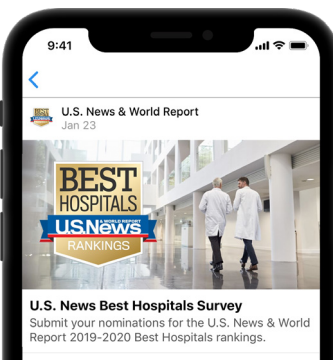 9:41
U.S. News & World Report
Jan 23
BEST
HOSPITALS
U.S.News
& WORLD REPORT
RANKINGS
U.S. News Best Hospitals Survey
Submit your nominations for the U.S. News & World
Report 2019-2020 Best Hospitals rankings.